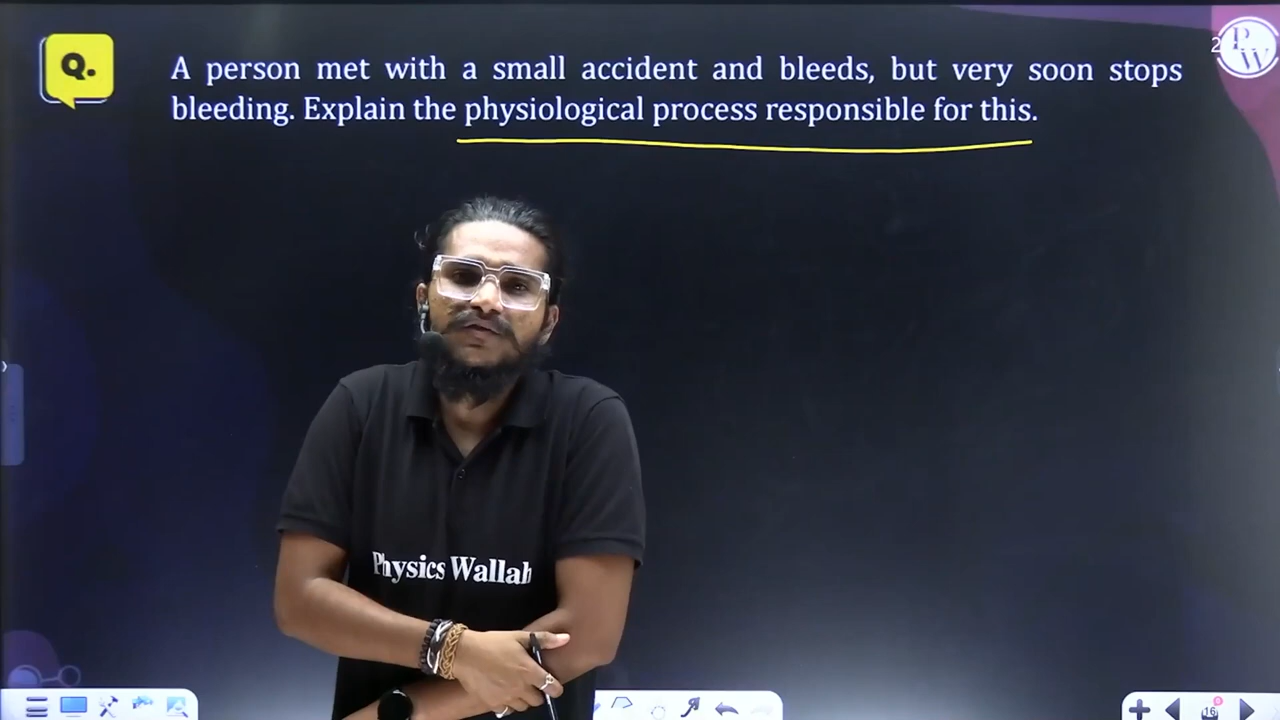 Q.
A person met with a small accident and bleeds, but very soon stops
bleeding. Explain the physiological process responsible for this.
P
W
Physics Wallah
16